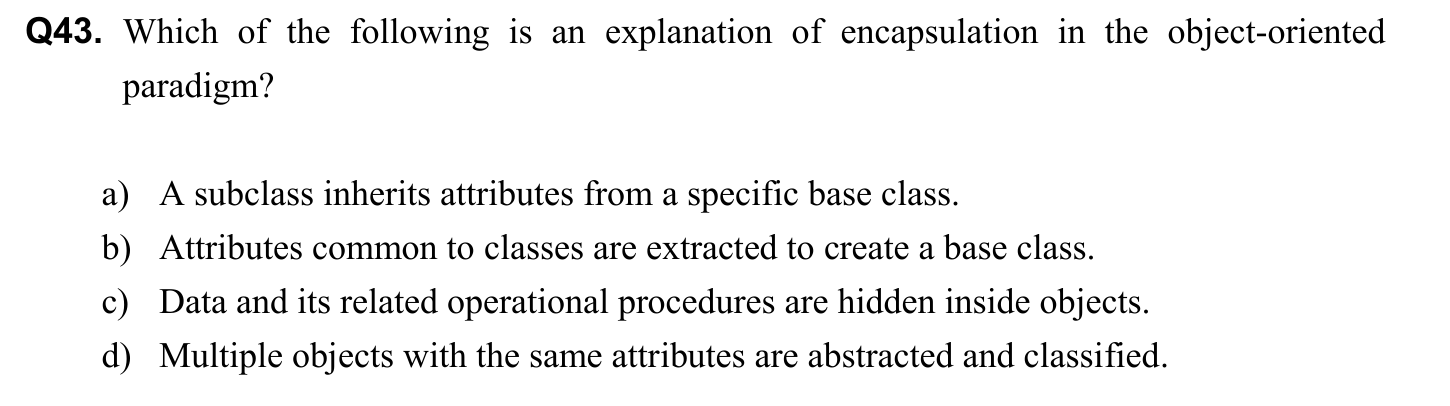 Q43. Which of the following is an explanation of encapsulation in the object-oriented
paradigm?
a) A subclass inherits attributes from a specific base class.
b) Attributes common to classes are extracted to create a base class.
c) Data and its related operational procedures are hidden inside objects.
d) Multiple objects with the same attributes are abstracted and classified.